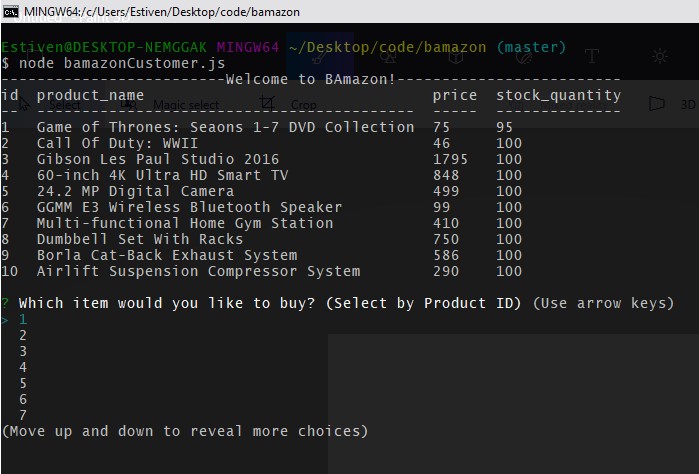 MINGW64:/c/Users/Estiven/Desktop/code/bamazon
Estiven@DESKTOP-NEMGGAK MINGW64 ~/Desktop/code/bamazon (master)
$ node bamazonCustomer.js
-------------------------Welcome to BAmazon!-------------------------
id product_name price stock_quantity
-- ------------------------------------------ ----- --------------
1 Game of Thrones: Seaons 1-7 DVD Collection 75 95
2 Call Of Duty: WWII 46 100
3 Gibson Les Paul Studio 2016 1795 100
4 60-inch 4K Ultra HD Smart TV 848 100
5 24.2 MP Digital Camera 499 100
6 GGMM E3 Wireless Bluetooth Speaker 99 100
7 Multi-functional Home Gym Station 410 100
8 Dumbbell Set With Racks 750 100
9 Borla Cat-Back Exhaust System 586 100
10 Airlift Suspension Compressor System 290 100
? Which item would you like to buy? (Select by Product ID) (Use arrow keys)
> 1
2
3
4
5
6
7
(Move up and down to reveal more choices)
Select
Magic select
Crop
3D